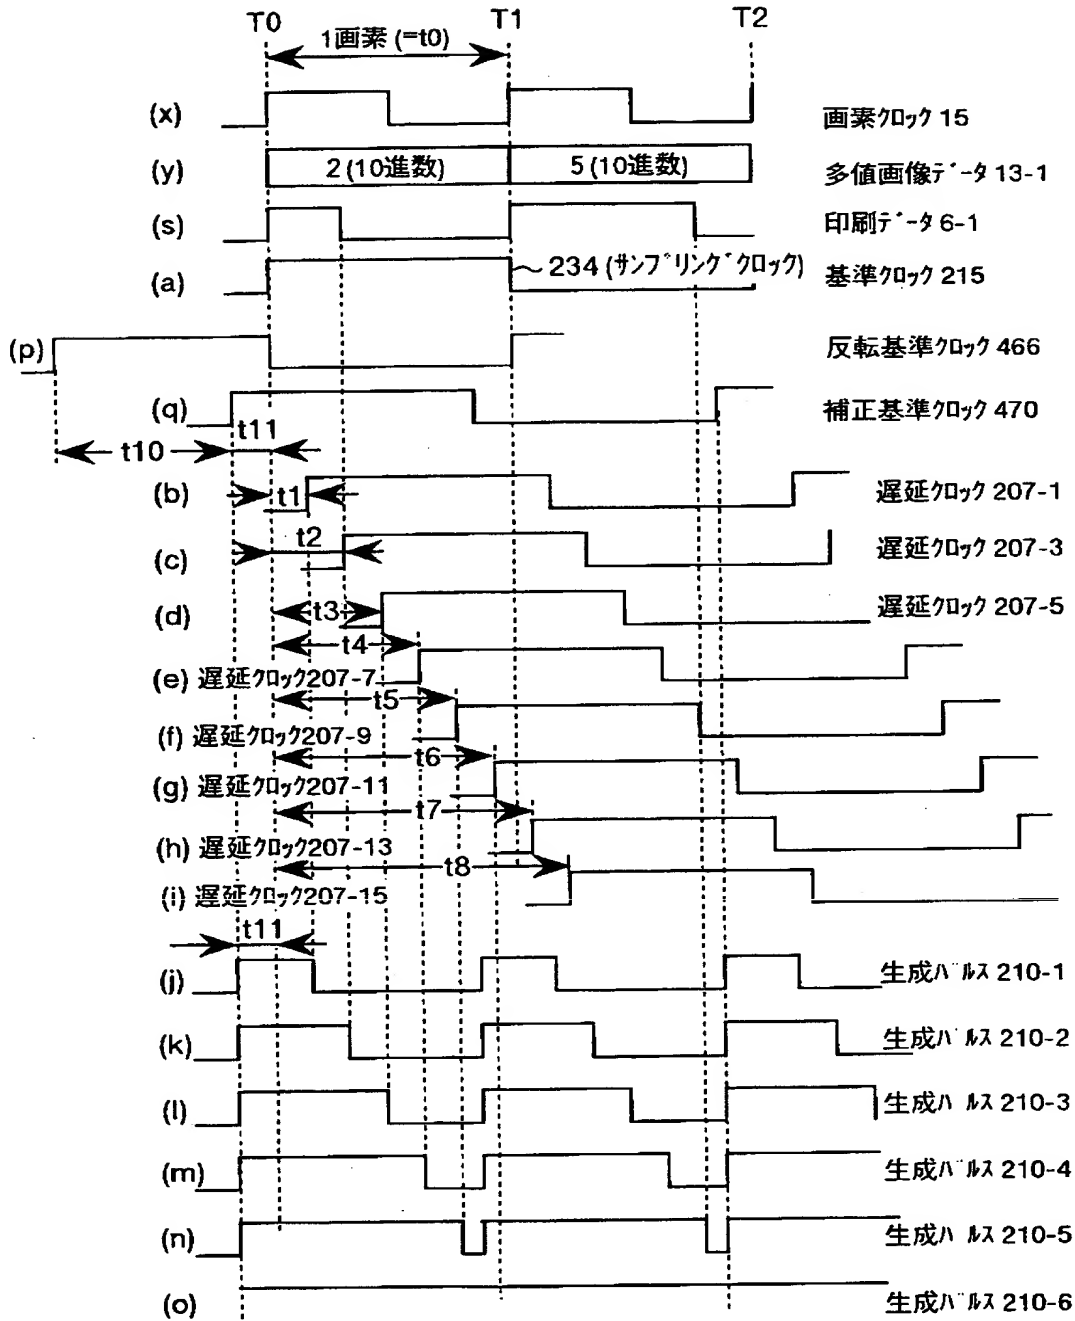 T0 T1 T2
1画素 (=t0)
(x) 画素クロック 15
(y) 2 (10進数) 5 (10進数) 多値画像データ 13-1
(s) 印刷データ 6-1
(a) 234 (サンプリングクロック) 基準クロック 215
(p) 反転基準クロック 466
(q) 補正基準クロック 470
t10 t11
(b) t1 遅延クロック 207-1
t2
(c) 遅延クロック 207-3
(d) t3 遅延クロック 207-5
t4
(e) 遅延クロック207-7
t5
(f) 遅延クロック207-9
t6
(g) 遅延クロック207-11
t7
(h) 遅延クロック207-13
t8
(i) 遅延クロック207-15
t11
(j) 生成パルス 210-1
(k) 生成パルス 210-2
(l) 生成パルス 210-3
(m) 生成パルス 210-4
(n) 生成パルス 210-5
(o) 生成パルス 210-6